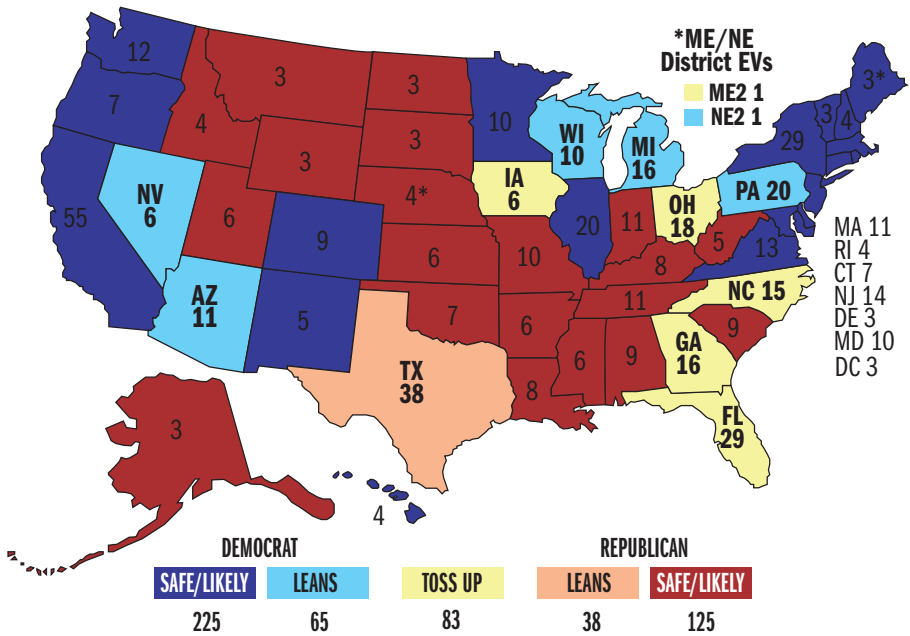 *ME/NE
District EVs
ME2 1
NE2 1
12
3
3
3*
7
4
10
3
4
29
3
3
WI
10
MI
16
IA
6
PA 20
NV
6
4*
OH
18
55
6
9
20
11
5
13
6
10
8
MA 11
RI 4
CT 7
NJ 14
DE 3
MD 10
DC 3
AZ
11
5
7
11
NC 15
6
9
TX
38
6
9
GA
16
8
FL
29
3
4
DEMOCRAT
REPUBLICAN
SAFE/LIKELY
LEANS
TOSS UP
LEANS
SAFE/LIKELY
225
65
83
38
125